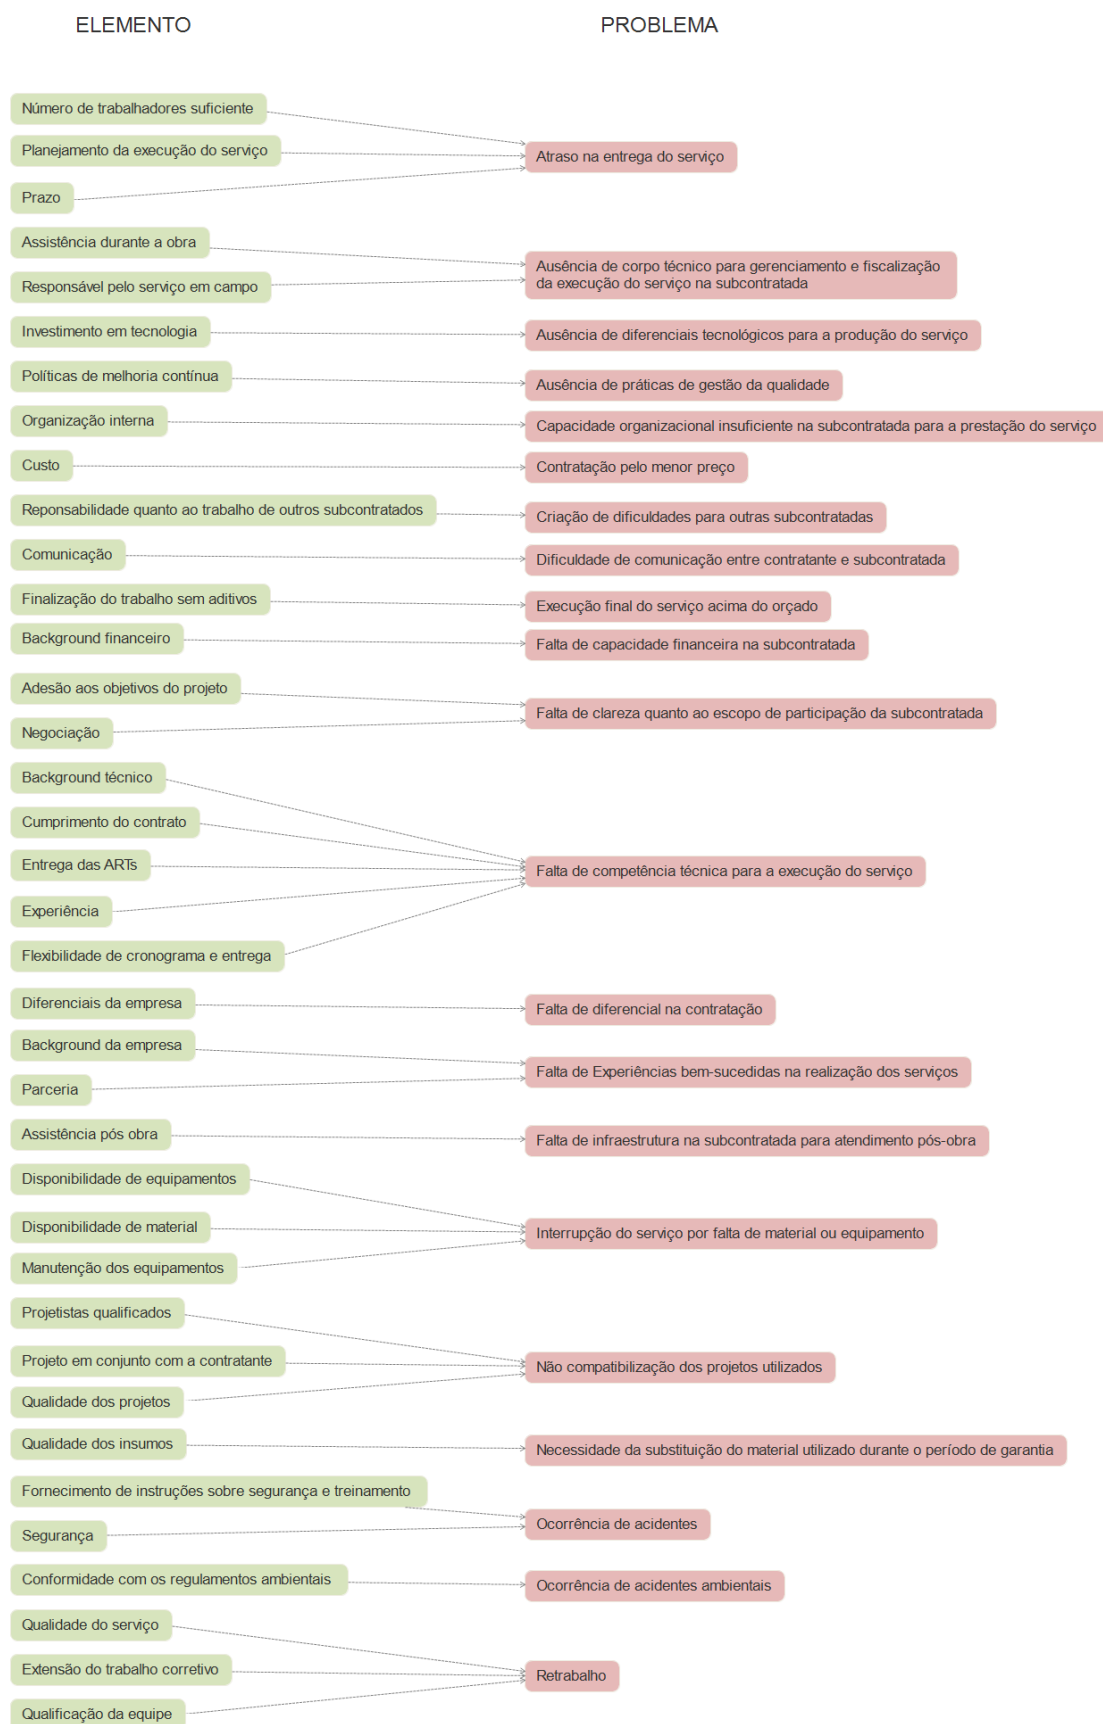 ELEMENTO
PROBLEMA
Número de trabalhadores suficiente
Planejamento da execução do serviço
Atraso na entrega do serviço
Prazo
Assistência durante a obra
Ausência de corpo técnico para gerenciamento e fiscalização
da execução do serviço na subcontratada
Responsável pelo serviço em campo
Investimento em tecnologia
Ausência de diferenciais tecnológicos para a produção do serviço
Políticas de melhoria contínua
Ausência de práticas de gestão da qualidade
Organização interna
Capacidade organizacional insuficiente na subcontratada para a prestação do serviço
Custo
Contratação pelo menor preço
Reponsabilidade quanto ao trabalho de outros subcontratados
Criação de dificuldades para outras subcontratadas
Comunicação
Dificuldade de comunicação entre contratante e subcontratada
Finalização do trabalho sem aditivos
Execução final do serviço acima do orçado
Background financeiro
Falta de capacidade financeira na subcontratada
Adesão aos objetivos do projeto
Falta de clareza quanto ao escopo de participação da subcontratada
Negociação
Background técnico
Cumprimento do contrato
Entrega das ARTs
Falta de competência técnica para a execução do serviço
Experiência
Flexibilidade de cronograma e entrega
Diferenciais da empresa
Falta de diferencial na contratação
Background da empresa
Falta de Experiências bem-sucedidas na realização dos serviços
Parceria
Assistência pós obra
Falta de infraestrutura na subcontratada para atendimento pós-obra
Disponibilidade de equipamentos
Disponibilidade de material
Interrupção do serviço por falta de material ou equipamento
Manutenção dos equipamentos
Projetistas qualificados
Projeto em conjunto com a contratante
Não compatibilização dos projetos utilizados
Qualidade dos projetos
Qualidade dos insumos
Necessidade da substituição do material utilizado durante o período de garantia
Fornecimento de instruções sobre segurança e treinamento
Ocorrência de acidentes
Segurança
Conformidade com os regulamentos ambientais
Ocorrência de acidentes ambientais
Qualidade do serviço
Extensão do trabalho corretivo
Retrabalho
Qualificação da equipe